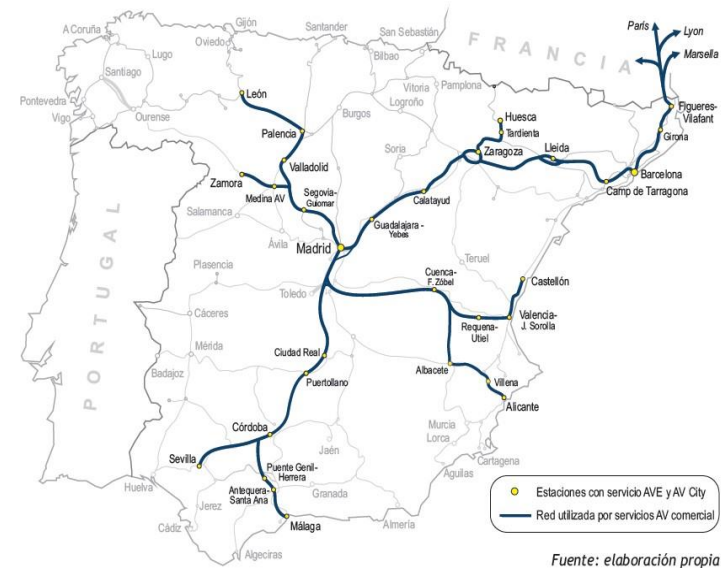 París
Lyon
Marsella
Gijón
A Coruña
Oviedo
Santander
San Sebastián
Bilbao
FRANCIA
Lugo
Santiago
Vitoria
Pamplona
León
Logroño
Pontevedra
Vigo
Ourense
Burgos
Huesca
Tardienta
Figueres-
Vilafant
Palencia
Girona
Soria
Zaragoza
Lleida
Valladolid
Barcelona
Zamora
Medina AV
Segovia-
Guiomar
Camp de Tarragona
Calatayud
Salamanca
Guadalajara -
Yebes
Ávila
Madrid
Teruel
Plasencia
Cuenca-
F. Zóbel
Castellón
Toledo
PORTUGAL
Cáceres
Requena-
Utiel
Valencia-
J. Sorolla
Mérida
Ciudad Real
Albacete
Badajoz
Puertollano
Villena
Alicante
Córdoba
Murcia
Lorca
Jaén
Sevilla
Cartagena
Puente Genil-
Herrera
Aguilas
Huelva
Antequera-
Santa Ana
Granada
Jerez
Almería
Cádiz
Málaga
Algeciras
Estaciones con servicio AVE y AV City
Red utilizada por servicios AV comercial
Fuente: elaboración propia